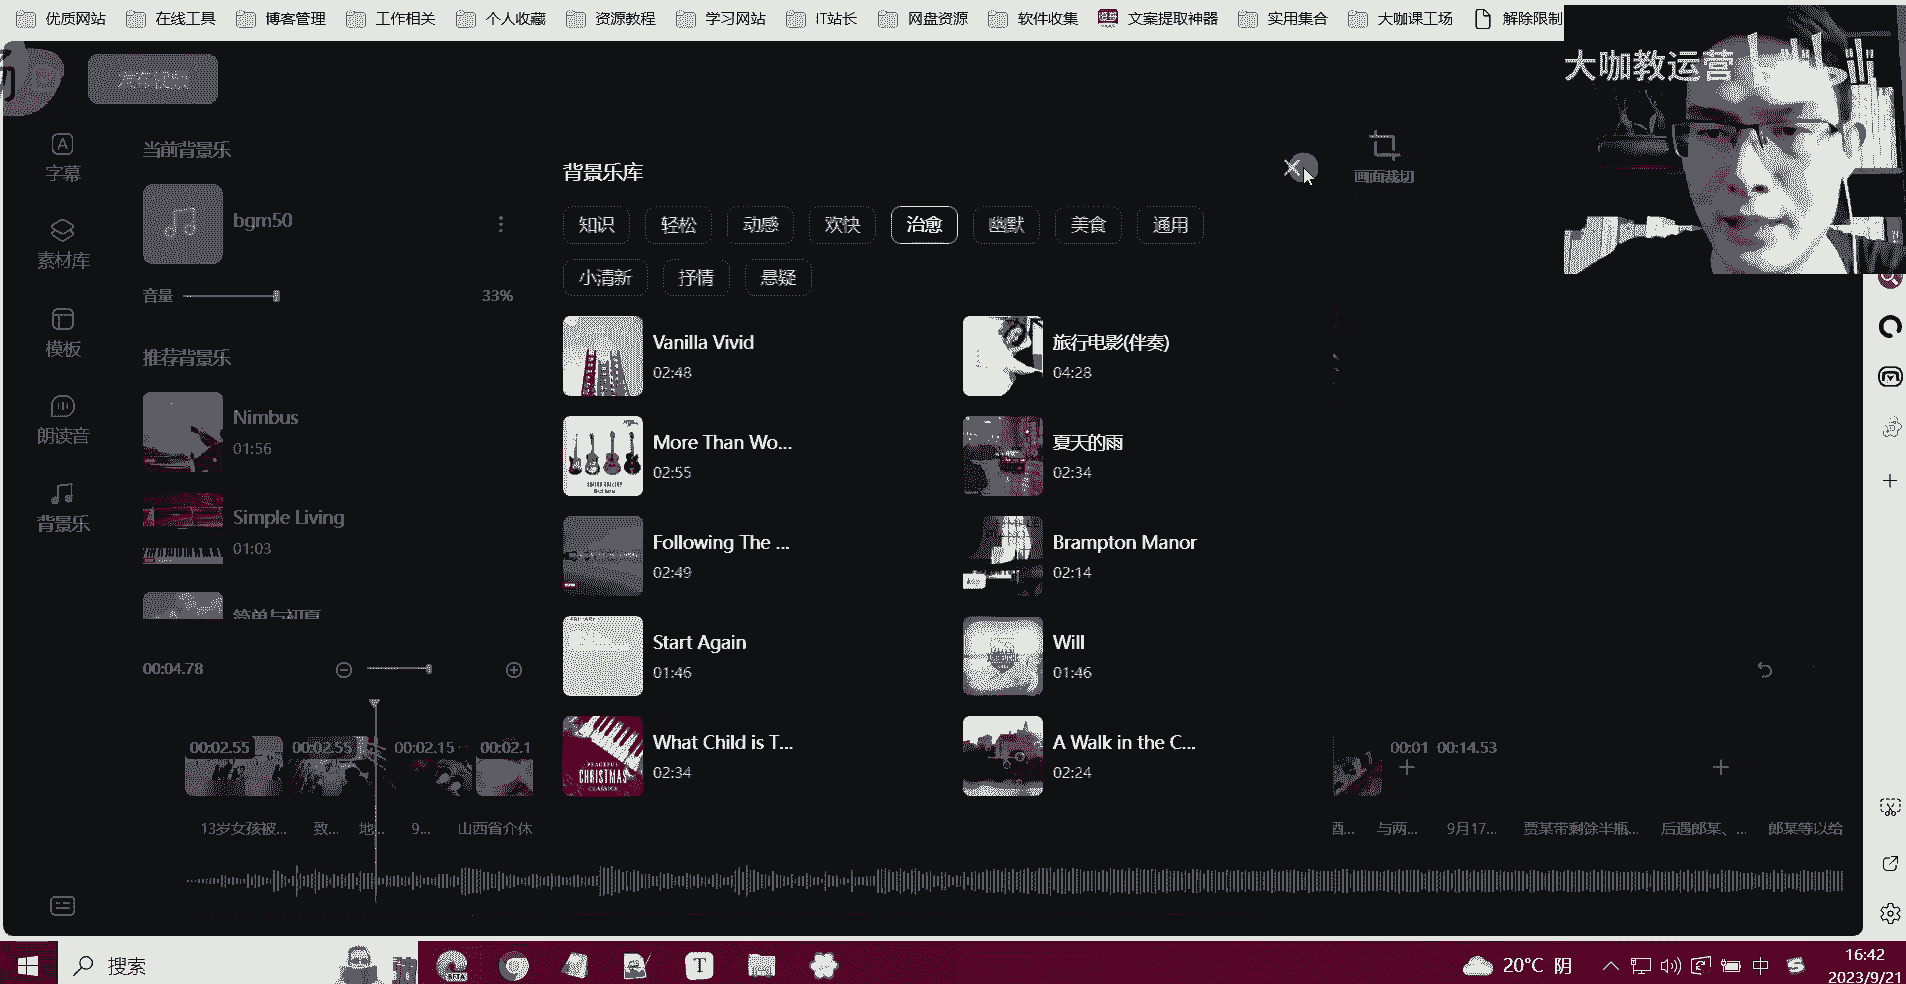 优质网站 在线工具 博客管理 工作相关 个人收藏 资源教程 学习网站 IT站长 网盘资源 软件收集 文案提取神器 实用集合 大咖课工场 解除限制
大咖教运营
发布视频
字幕
素材库
模板
朗读音
背景乐
当前背景乐
bgm50
音量 33%
推荐背景乐
Nimbus
01:56
Simple Living
01:03
简单与初夏
背景乐库
画面裁切
知识 轻松 动感 欢快 治愈 幽默 美食 通用
小清新 抒情 悬疑
Vanilla Vivid
02:48
旅行电影(伴奏)
04:28
More Than Wo...
02:55
夏天的雨
02:34
Following The ...
02:49
Brampton Manor
02:14
Start Again
01:46
Will
01:46
What Child is T...
02:34
A Walk in the C...
02:24
CHRISTMAS
CLASSICS
00:04.78
00:02.55 00:02.55 00:02.15 00:02.1 00:01 00:14.53
13岁女孩被... 致... 地... 9... 山西省介休 酒... 与两... 9月17... 贾某带剩馀半瓶... 后遇郎某、... 郎某等以给
搜索
BETA
T
20°C 阴
中
16:42
2023/9/21